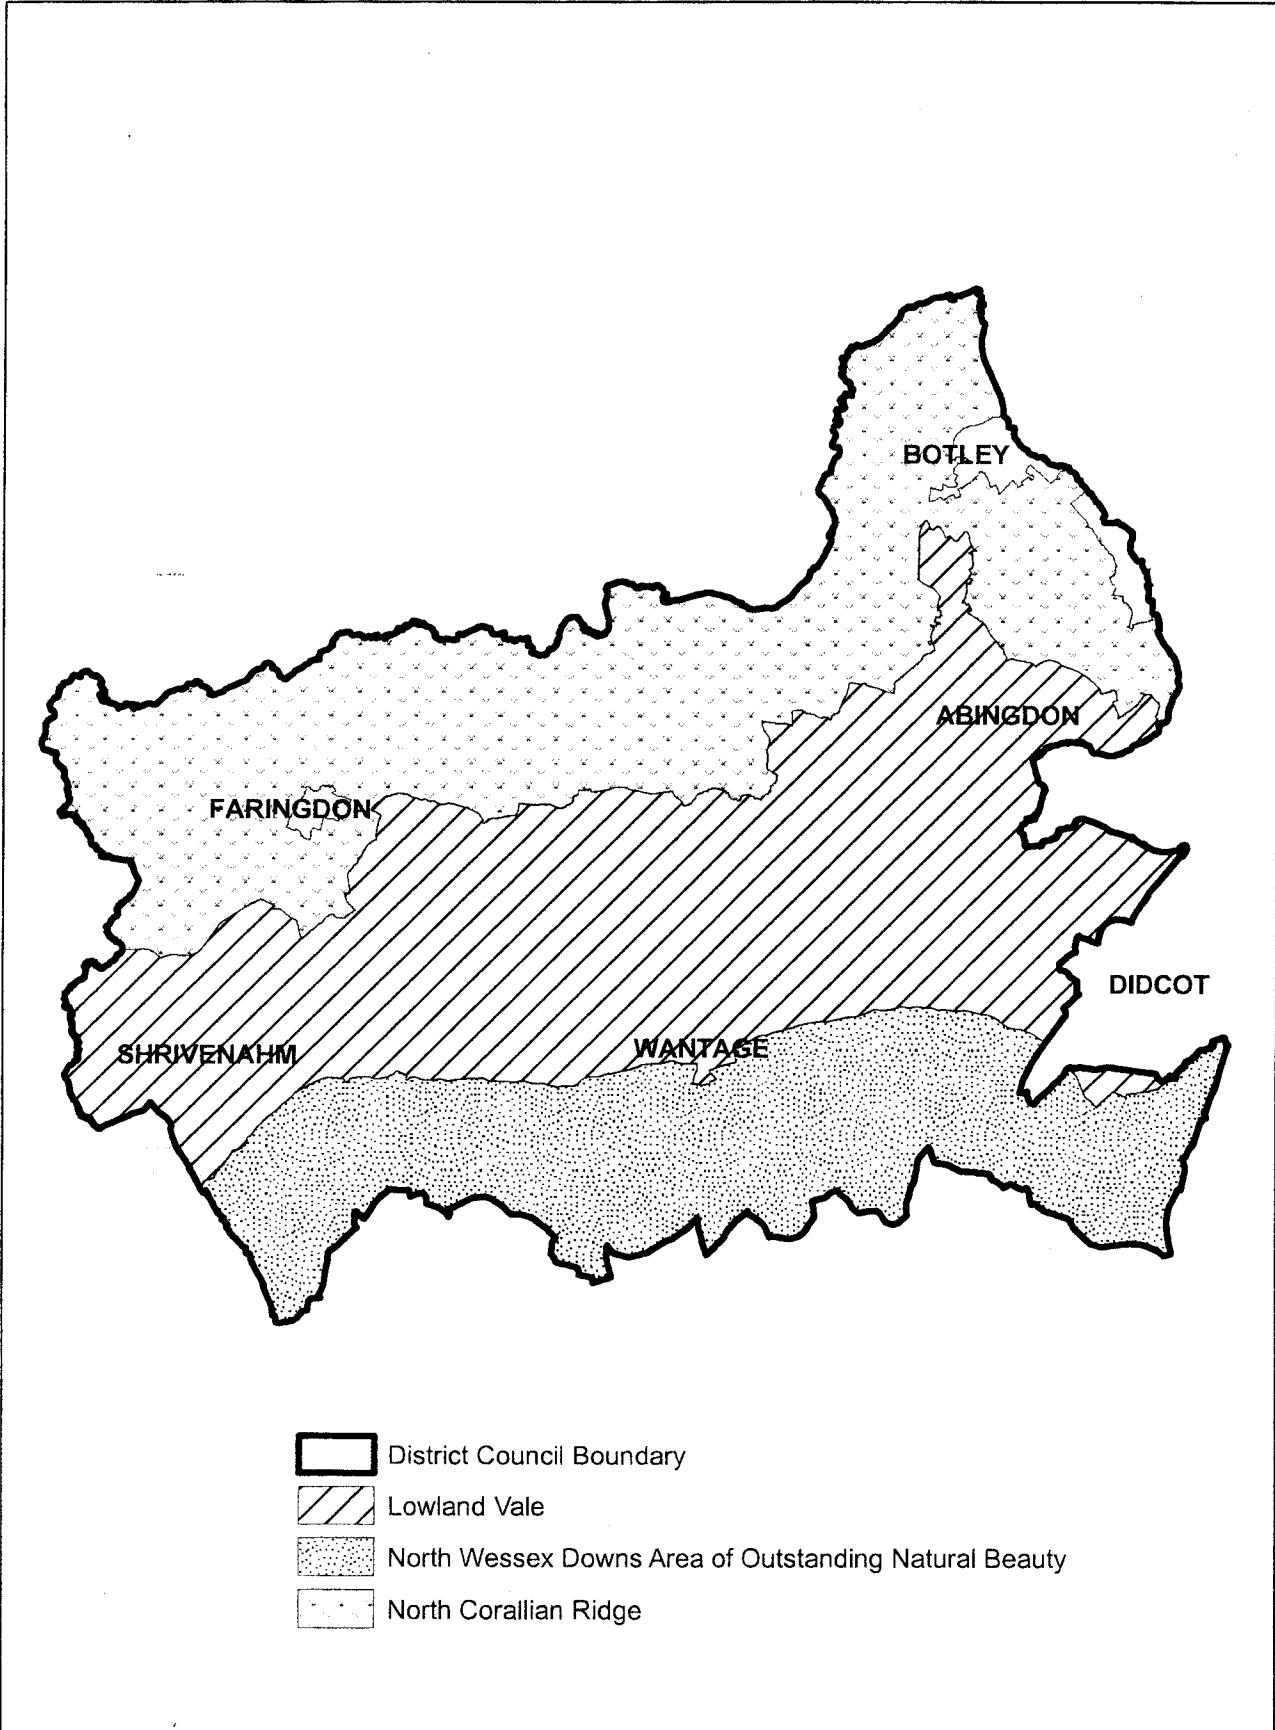 BOTLEY
ABINGDON
FARINGDON
DIDCOT
SHRIVENAHM
WANTAGE
District Council Boundary
Lowland Vale
North Wessex Downs Area of Outstanding Natural Beauty
North Corallian Ridge